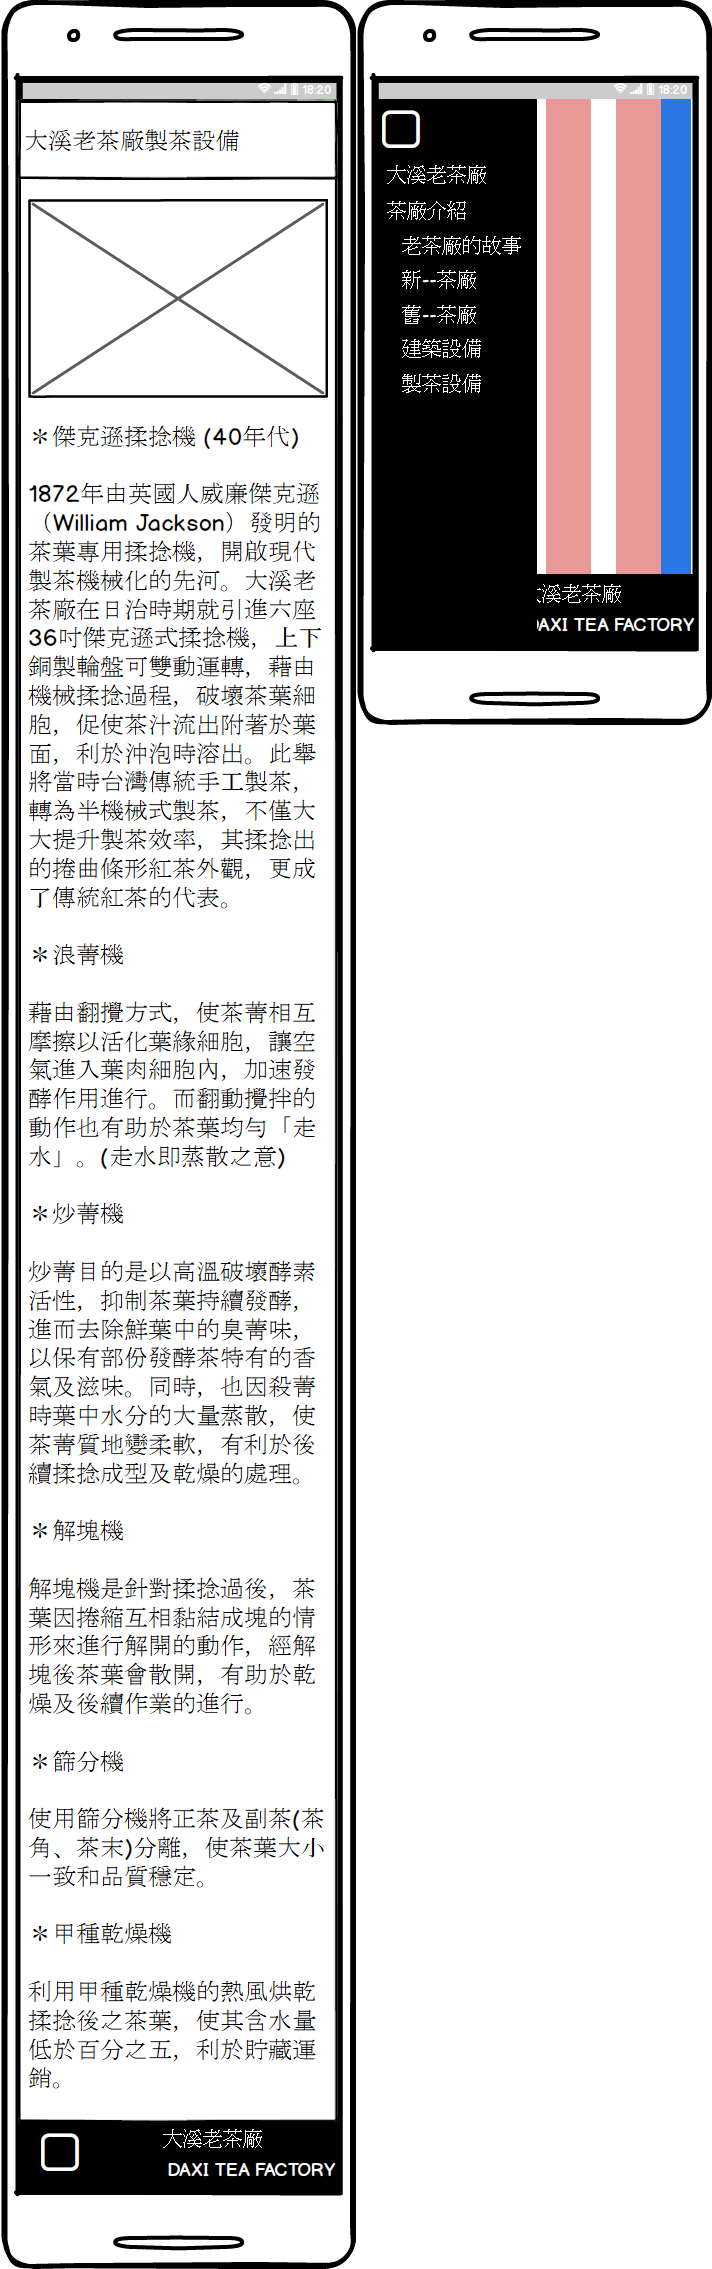 18:20
大溪老茶廠製茶設備
＊傑克遜揉捻機 (40年代)
1872年由英國人威廉傑克遜
（William Jackson）發明的
茶葉專用揉捻機，開啟現代
製茶機械化的先河。大溪老
茶廠在日治時期就引進六座
36吋傑克遜式揉捻機，上下
銅製輪盤可雙動運轉，藉由
機械揉捻過程，破壞茶葉細
胞，促使茶汁流出附著於葉
面，利於沖泡時溶出。此舉
將當時台灣傳統手工製茶，
轉為半機械式製茶，不僅大
大提升製茶效率，其揉捻出
的捲曲條形紅茶外觀，更成
了傳統紅茶的代表。
＊浪菁機
藉由翻攪方式，使茶菁相互
摩擦以活化葉緣細胞，讓空
氣進入葉肉細胞內，加速發
酵作用進行。而翻動攪拌的
動作也有助於茶葉均勻「走
水」。(走水即蒸散之意)
＊炒菁機
炒菁目的是以高溫破壞酵素
活性，抑制茶葉持續發酵，
進而去除鮮葉中的臭菁味，
以保有部份發酵茶特有的香
氣及滋味。同時，也因殺菁
時葉中水分的大量蒸散，使
茶菁質地變柔軟，有利於後
續揉捻成型及乾燥的處理。
＊解塊機
解塊機是針對揉捻過後，茶
葉因捲縮互相黏結成塊的情
形來進行解開的動作，經解
塊後茶葉會散開，有助於乾
燥及後續作業的進行。
＊篩分機
使用篩分機將正茶及副茶(茶
角、茶末)分離，使茶葉大小
一致和品質穩定。
＊甲種乾燥機
利用甲種乾燥機的熱風烘乾
揉捻後之茶葉，使其含水量
低於百分之五，利於貯藏運
銷。
大溪老茶廠
DAXI TEA FACTORY
18:20
大溪老茶廠
茶廠介紹
老茶廠的故事
新--茶廠
舊--茶廠
建築設備
製茶設備
大溪老茶廠
DAXI TEA FACTORY